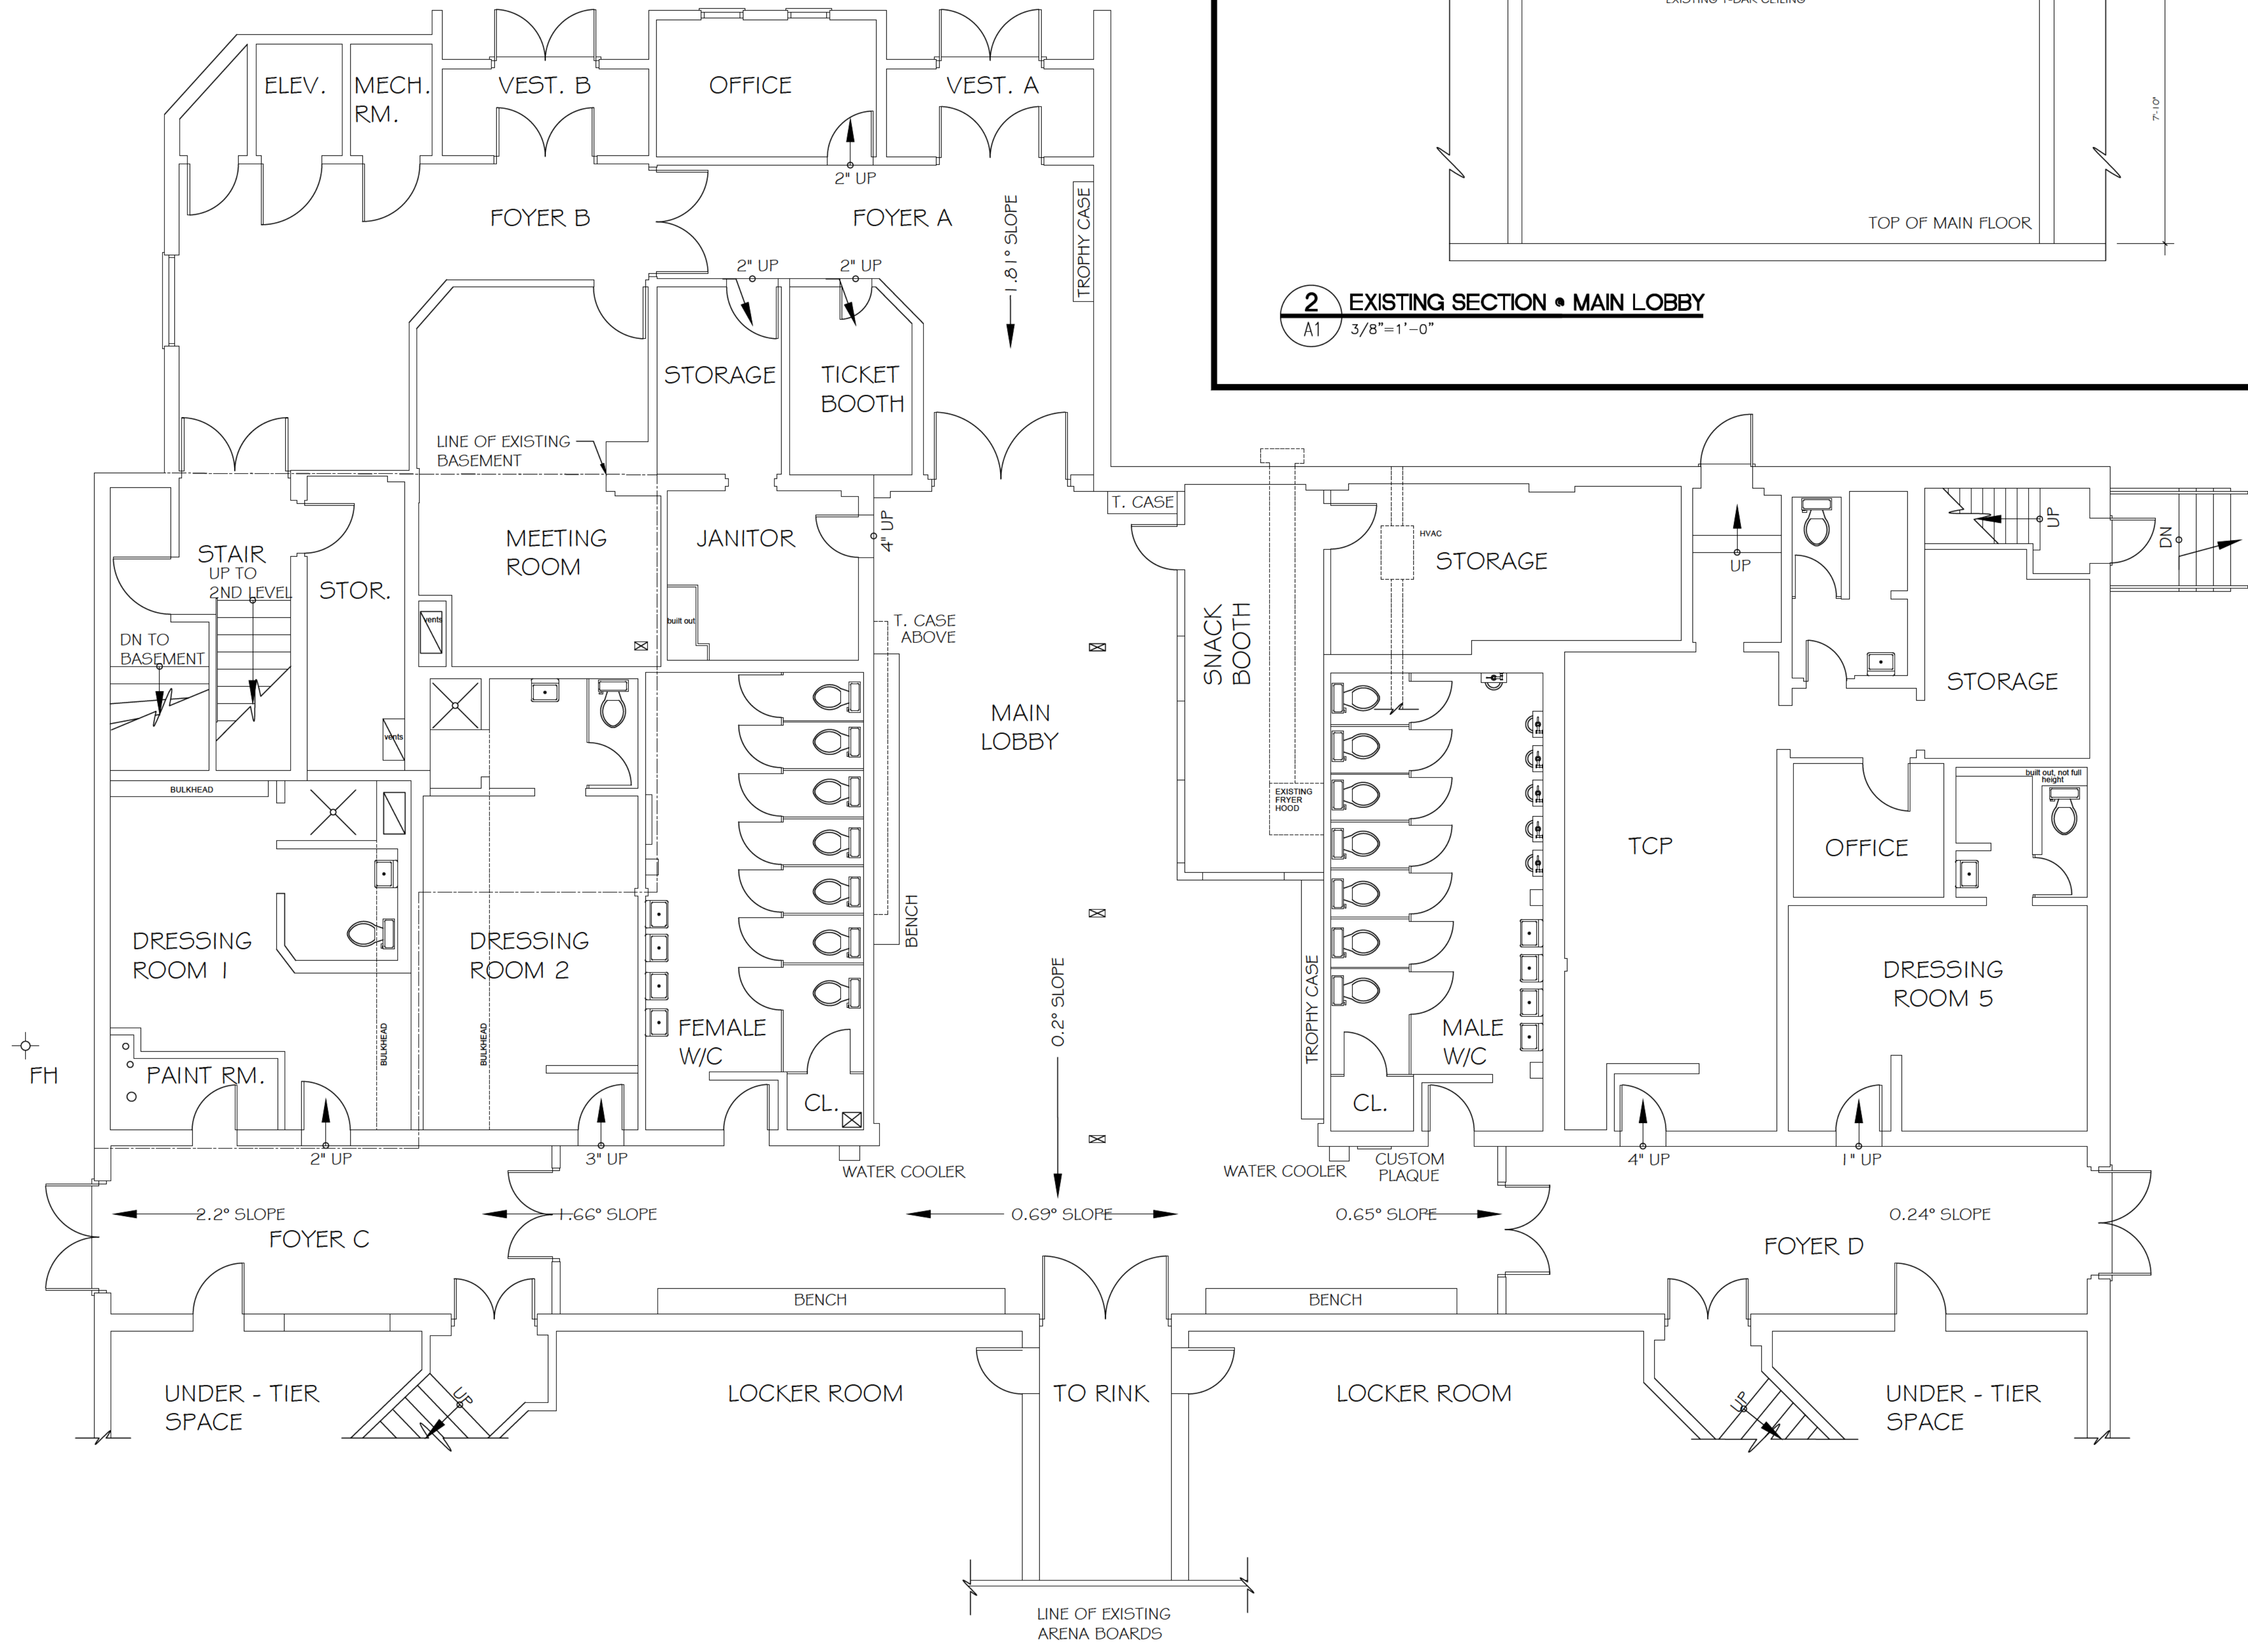 EXISTING T-BAR CEILING
7'-10"
TOP OF MAIN FLOOR
2
A1
EXISTING SECTION @ MAIN LOBBY
3/8"=1'-0"
ELEV.
MECH.
RM.
VEST. B
OFFICE
VEST. A
2" UP
FOYER B
FOYER A
1.81° SLOPE
TROPHY CASE
2" UP
2" UP
STORAGE
TICKET
BOOTH
LINE OF EXISTING
BASEMENT
T. CASE
4" UP
STAIR
UP TO
2ND LEVEL
STOR.
MEETING
ROOM
JANITOR
HVAC
STORAGE
UP
UP
DN
DN TO
BASEMENT
vents
built out
T. CASE
ABOVE
SNACK
BOOTH
STORAGE
vents
MAIN
LOBBY
BULKHEAD
EXISTING
FRYER
HOOD
built out, not full
height
TCP
OFFICE
BENCH
DRESSING
ROOM 1
DRESSING
ROOM 2
DRESSING
ROOM 5
0.2° SLOPE
TROPHY CASE
FH
PAINT RM.
BULKHEAD
BULKHEAD
FEMALE
W/C
MALE
W/C
CL.
CL.
2" UP
3" UP
WATER COOLER
WATER COOLER
CUSTOM
PLAQUE
4" UP
1" UP
2.2° SLOPE
1.66° SLOPE
0.69° SLOPE
0.65° SLOPE
0.24° SLOPE
FOYER C
FOYER D
BENCH
BENCH
UNDER - TIER
SPACE
UP
LOCKER ROOM
TO RINK
LOCKER ROOM
UP
UNDER - TIER
SPACE
LINE OF EXISTING
ARENA BOARDS